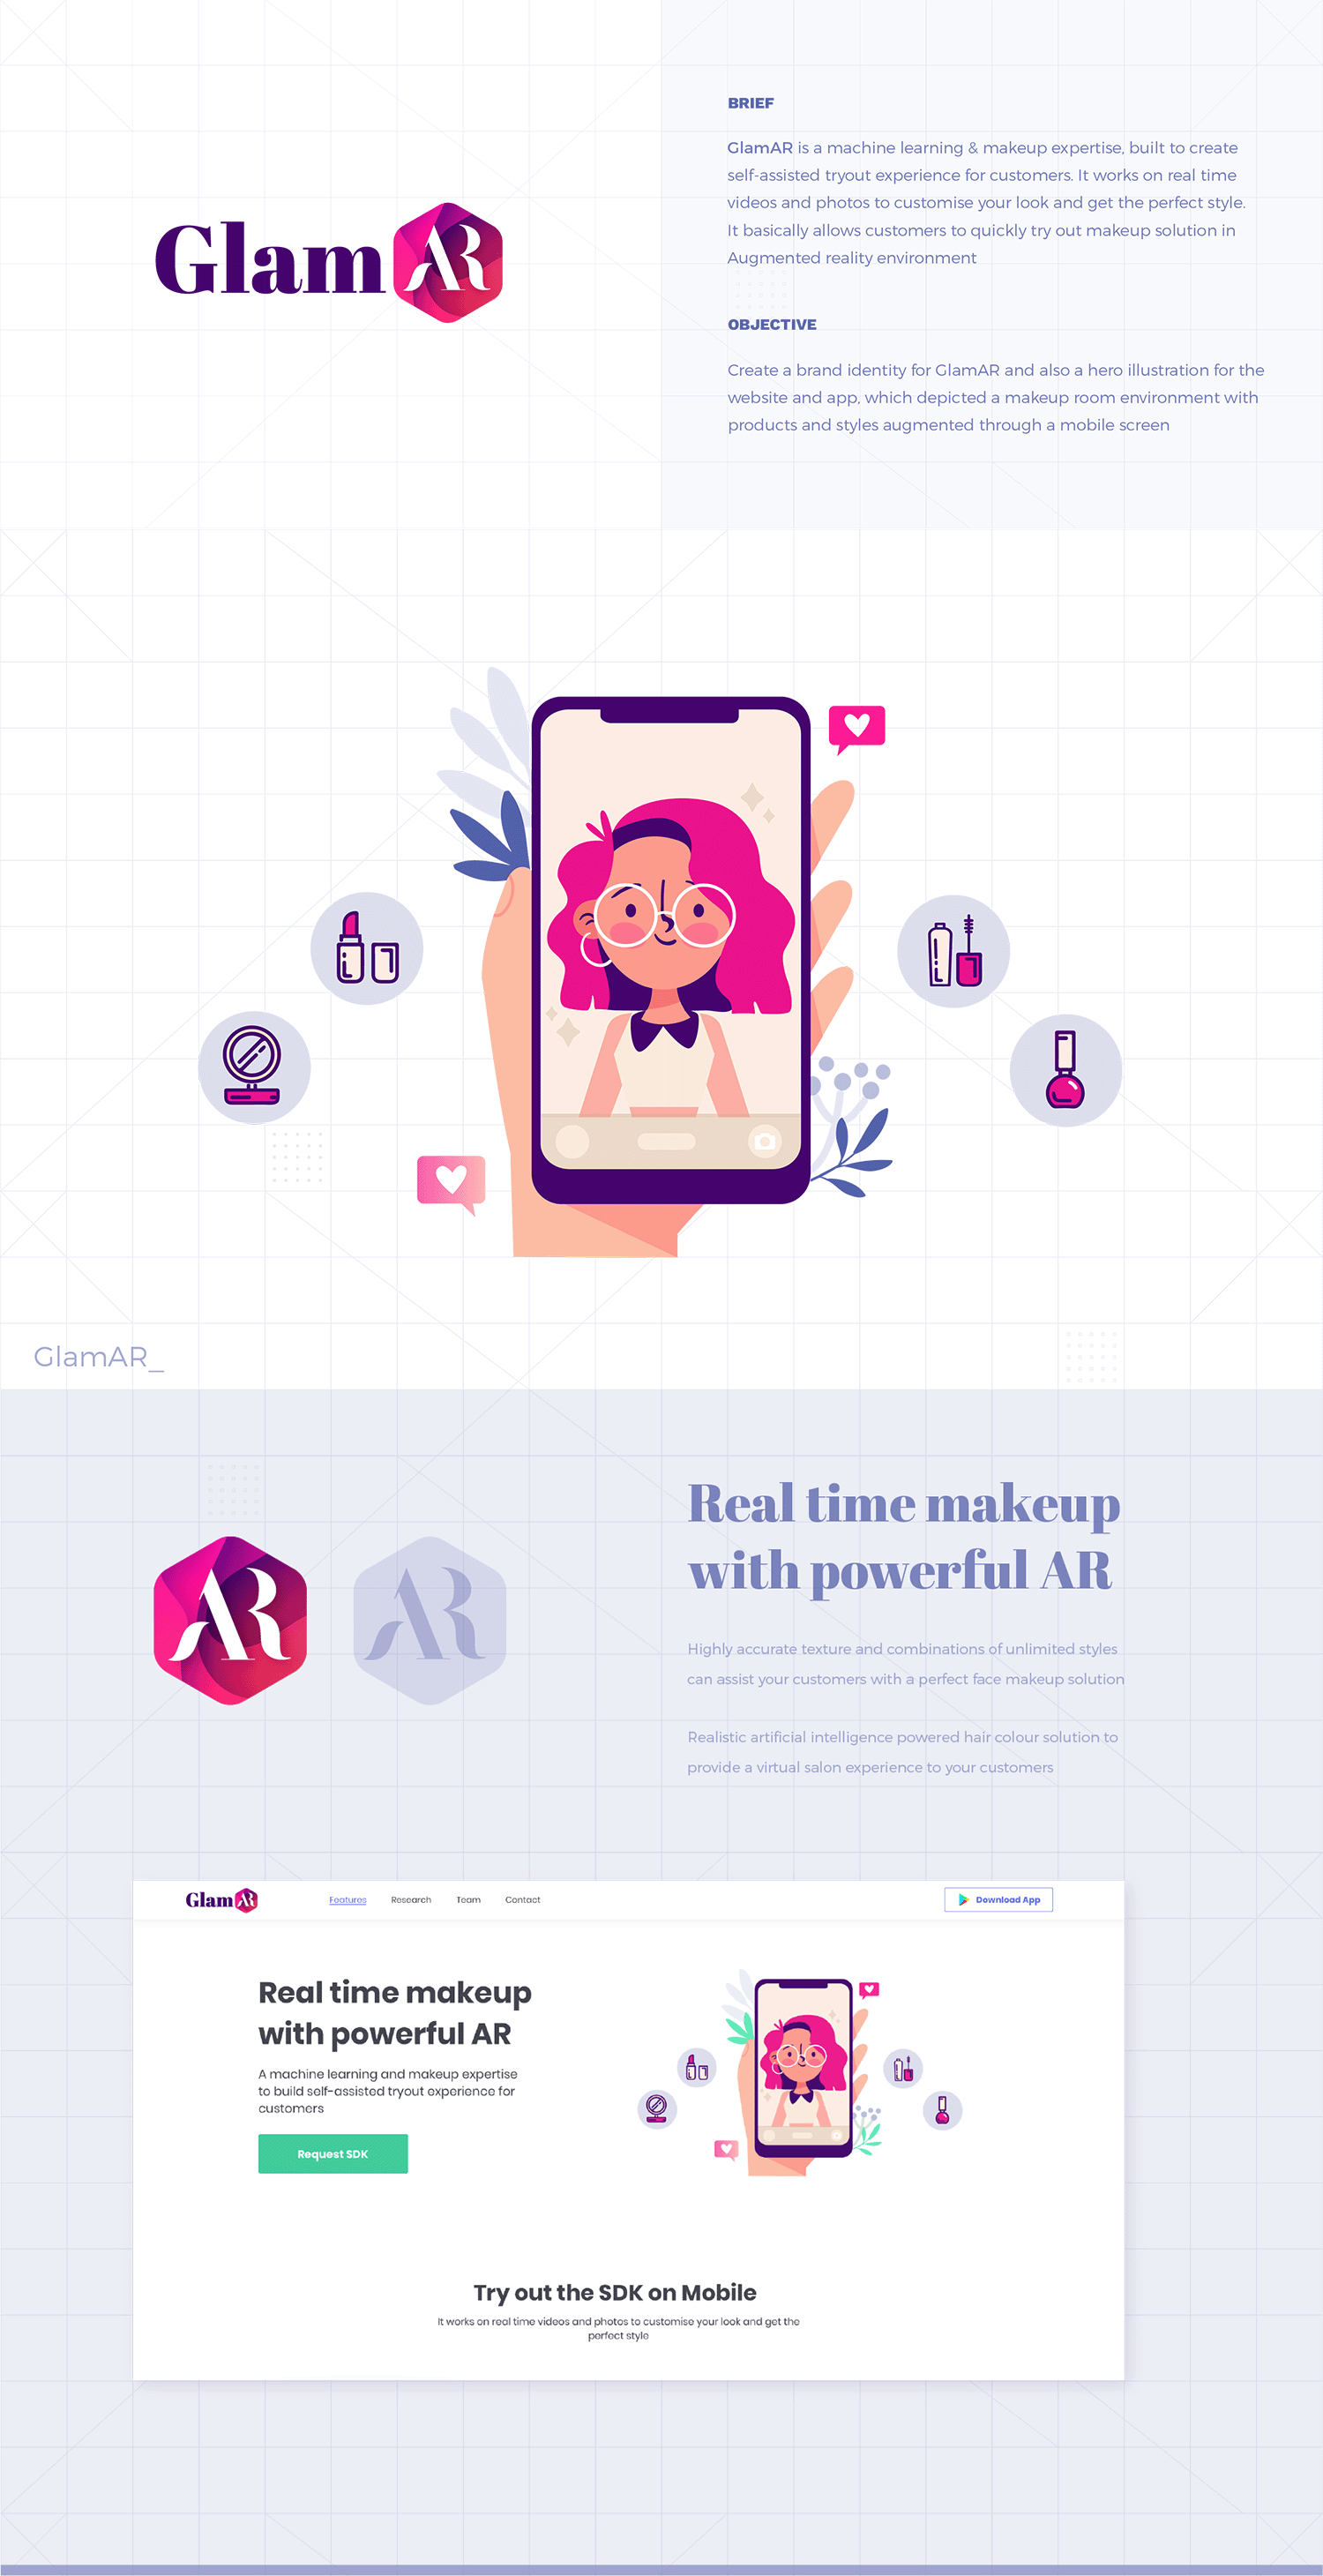 Glam AR
BRIEF
GlamAR is a machine learning & makeup expertise, built to create
self-assisted tryout experience for customers. It works on real time
videos and photos to customise your look and get the perfect style.
It basically allows customers to quickly try out makeup solution in
Augmented reality environment
OBJECTIVE
Create a brand identity for GlamAR and also a hero illustration for the
website and app, which depicted a makeup room environment with
products and styles augmented through a mobile screen
GlamAR_
AR
AR
Real time makeup
with powerful AR
Highly accurate texture and combinations of unlimited styles
can assist your customers with a perfect face makeup solution
Realistic artificial intelligence powered hair colour solution to
provide a virtual salon experience to your customers
Glam AR
Features
Research
Team
Contact
Download App
Real time makeup
with powerful AR
A machine learning and makeup expertise
to build self-assisted tryout experience for
customers
Request SDK
Try out the SDK on Mobile
It works on real time videos and photos to customise your look and get the
perfect style